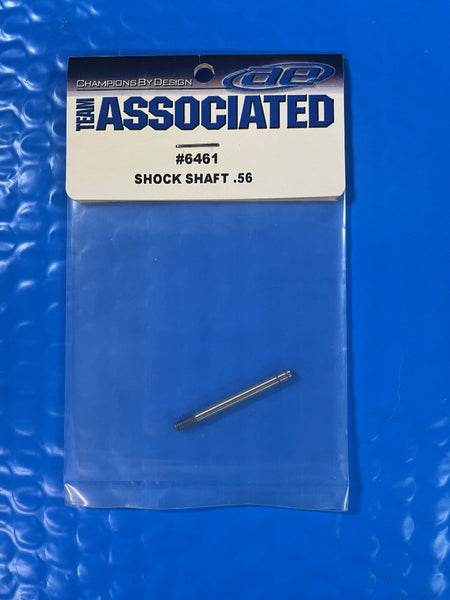 CHAMPIONS BY DESIGN
ae
TEAM
ASSOCIATED
#6461
SHOCK SHAFT .56